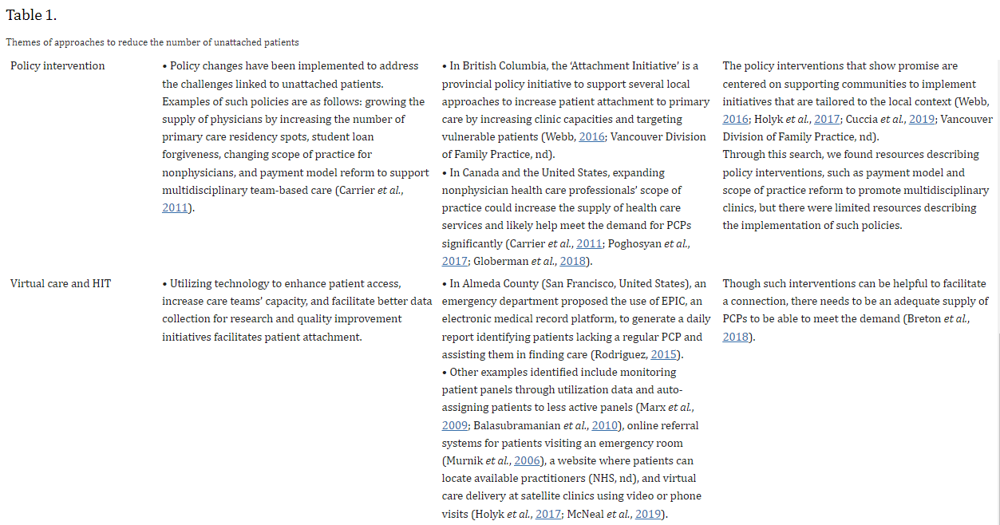 Table 1.
Themes of approaches to reduce the number of unattached patients
Policy intervention
• Policy changes have been implemented to address
the challenges linked to unattached patients.
Examples of such policies are as follows: growing the
supply of physicians by increasing the number of
primary care residency spots, student loan
forgiveness, changing scope of practice for
nonphysicians, and payment model reform to support
multidisciplinary team-based care (Carrier et al.,
2011).
• In British Columbia, the ‘Attachment Initiative’ is a
provincial policy initiative to support several local
approaches to increase patient attachment to primary
care by increasing clinic capacities and targeting
vulnerable patients (Webb, 2016; Vancouver Division
of Family Practice, nd).
• In Canada and the United States, expanding
nonphysician health care professionals’ scope of
practice could increase the supply of health care
services and likely help meet the demand for PCPs
significantly (Carrier et al., 2011; Poghosyan et al.,
2017; Globerman et al., 2018).
The policy interventions that show promise are
centered on supporting communities to implement
initiatives that are tailored to the local context (Webb,
2016; Holyk et al., 2017; Cuccia et al., 2019; Vancouver
Division of Family Practice, nd).
Through this search, we found resources describing
policy interventions, such as payment model and
scope of practice reform to promote multidisciplinary
clinics, but there were limited resources describing
the implementation of such policies.
Virtual care and HIT
• Utilizing technology to enhance patient access,
increase care teams’ capacity, and facilitate better data
collection for research and quality improvement
initiatives facilitates patient attachment.
• In Almeda County (San Francisco, United States), an
emergency department proposed the use of EPIC, an
electronic medical record platform, to generate a daily
report identifying patients lacking a regular PCP and
assisting them in finding care (Rodriguez, 2015).
• Other examples identified include monitoring
patient panels through utilization data and auto-
assigning patients to less active panels (Marx et al.,
2009; Balasubramanian et al., 2010), online referral
systems for patients visiting an emergency room
(Murnik et al., 2006), a website where patients can
locate available practitioners (NHS, nd), and virtual
care delivery at satellite clinics using video or phone
visits (Holyk et al., 2017; McNeal et al., 2019).
Though such interventions can be helpful to facilitate
a connection, there needs to be an adequate supply of
PCPs to be able to meet the demand (Breton et al.,
2018).